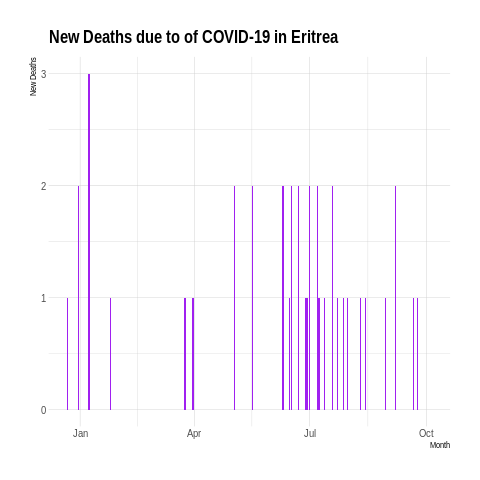 New Deaths due to of COVID-19 in Eritrea
New Deaths
3
2
1
0
Jan Apr Jul Oct
Month